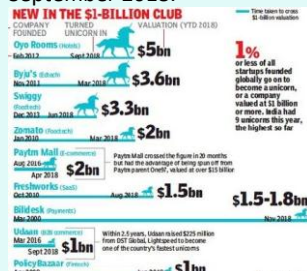 September 2018.
NEW IN THE $1-BILLION CLUB
Time taken to cross
$1-billion valuation
COMPANY FOUNDED
TURNED UNICORN IN
VALUATION (YTD 2018)
Oyo Rooms (Hotels)
Feb 2012 Sept 2018
$5bn
Byju's (Edtech)
Nov 2011 Mar 2018
$3.6bn
Swiggy
(Foodtech)
Dec 2013 Jun 2018
$3.3bn
Zomato (Foodtech)
Mar 2018
$2bn
1%
or less of all
startups founded
globally go on to
become a unicorn,
or a company
valued at $1 billion
or more. India had
9 unicorns this year,
the highest so far
Paytm Mall (E-commerce)
Aug 2016
Apr 2018
$2bn
Paytm Mall crossed the figure in 20 months
but had the advantage of being spun off from
Paytm parent One97, valued at over $15 billion
Freshworks (SaaS)
Oct 2010 Aug 2018
$1.5bn
Billdesk (Payments)
Mar 2000 Nov 2018
$1.5-1.8bn
Udaan (B2B commerce)
Mar 2016
Sept 2018
$1bn
Within 2.5 years, Udaan raised $225 million
from DST Global, Lightspeed to become
one of the country's fastest unicorns
PolicyBazaar (Fintech)
$1bn